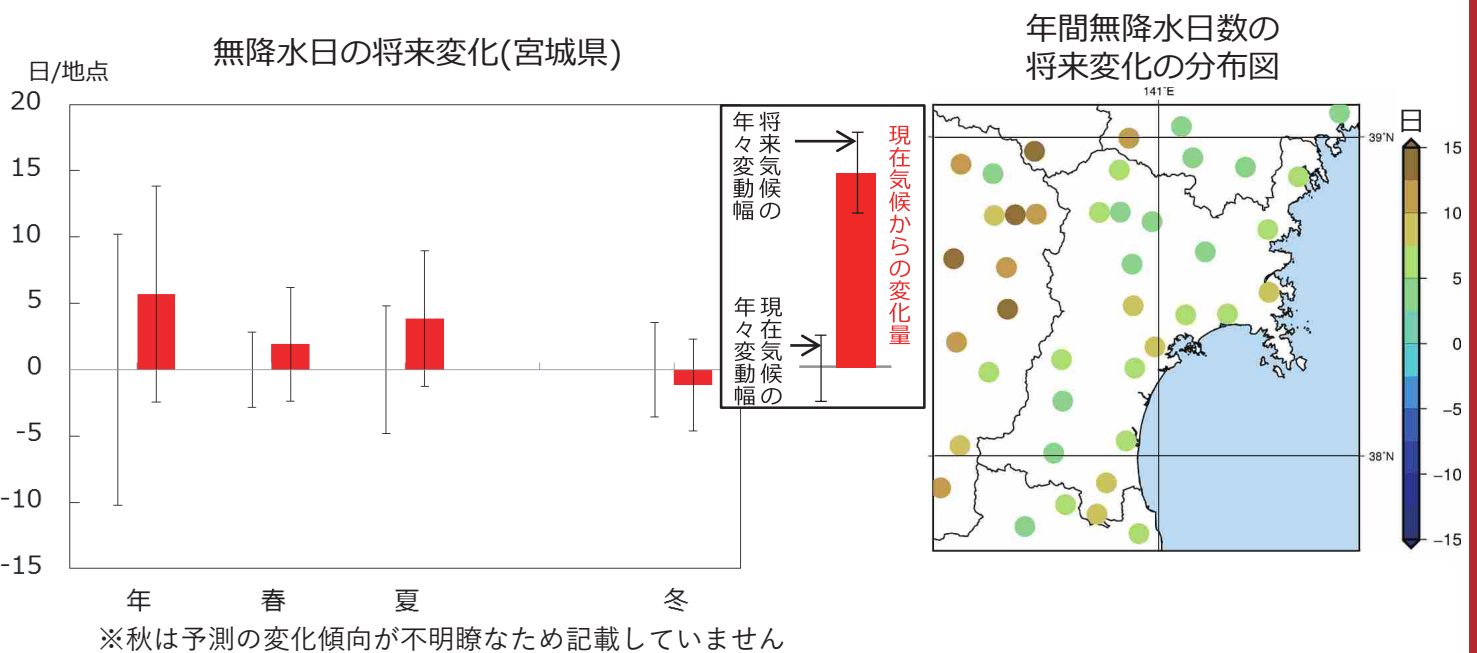 無降水日の将来変化(宮城県)
日/地点
20
15
10
5
0
-5
-10
-15
年
春
夏
冬
※秋は予測の変化傾向が不明瞭なため記載していません
将来気候の
年々変動幅
現在気候からの変化量
現在気候の
年々変動幅
年間無降水日数の
将来変化の分布図
141°E
39°N
38°N
日
15
10
5
0
−5
−10
−15